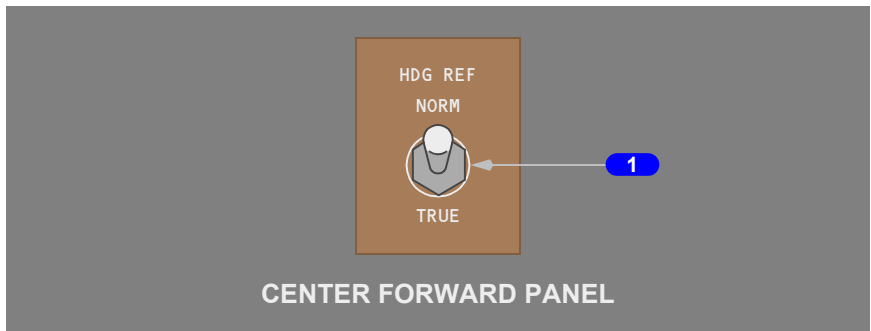 HDG REF
NORM
1
TRUE
CENTER FORWARD PANEL